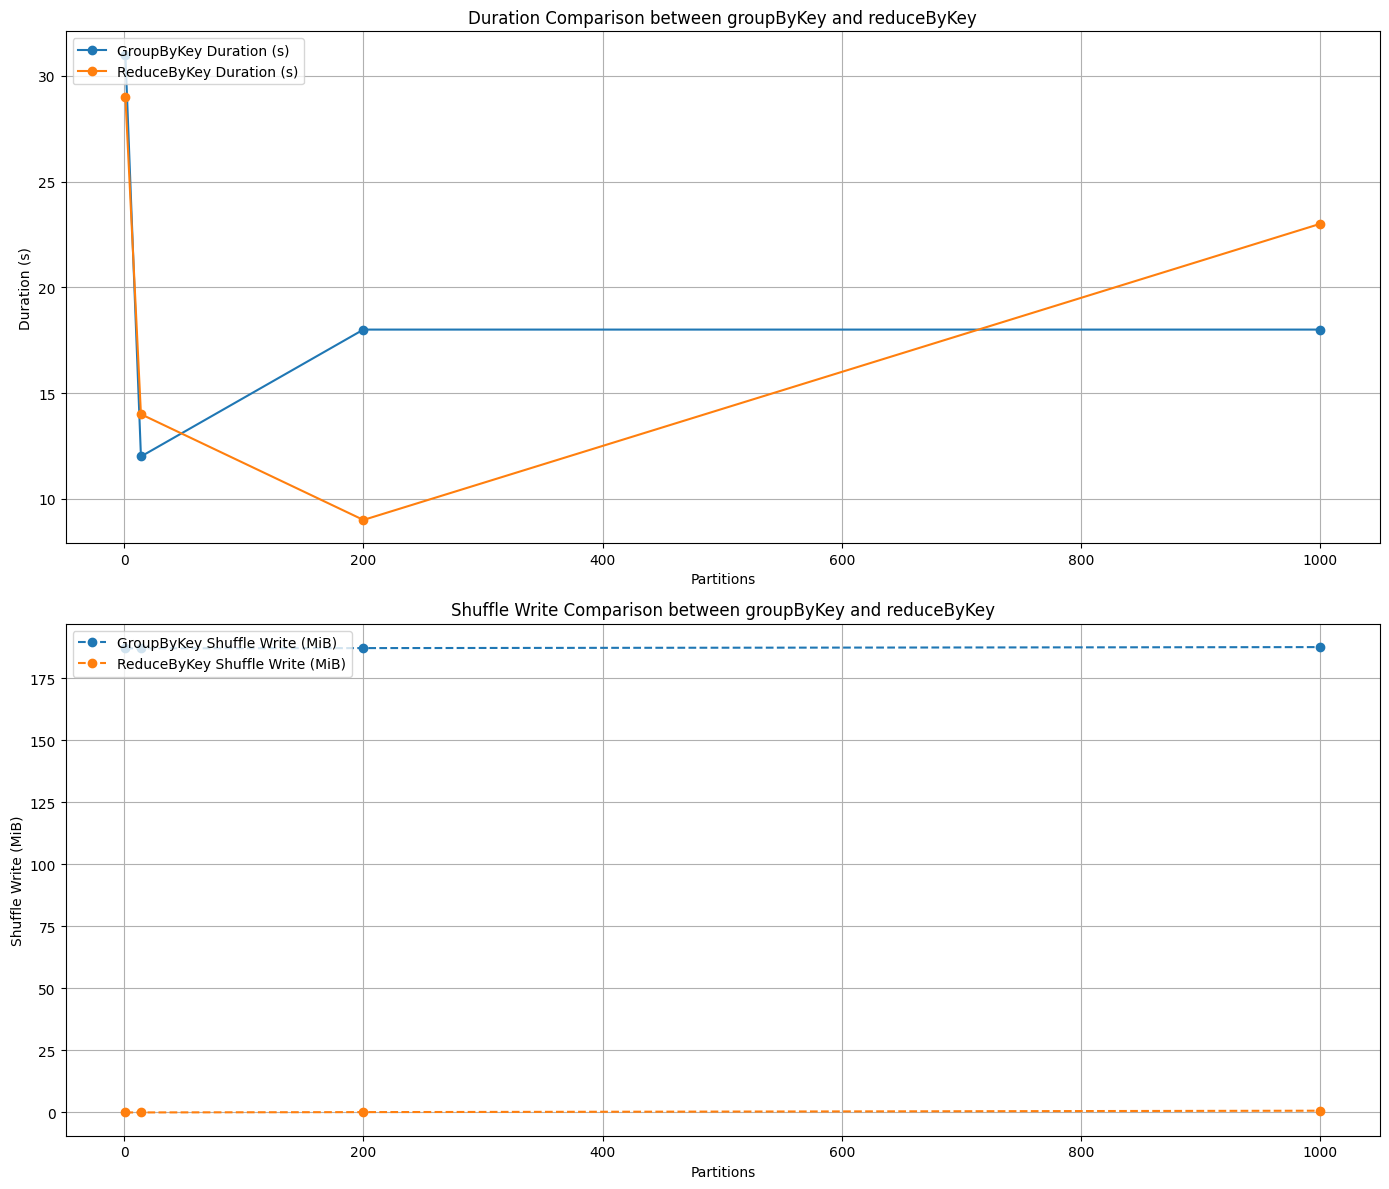 Duration Comparison between groupByKey and reduceByKey
GroupByKey Duration (s)
ReduceByKey Duration (s)
30
25
20
15
10
Duration (s)
0 200 400 600 800 1000
Partitions
Shuffle Write Comparison between groupByKey and reduceByKey
GroupByKey Shuffle Write (MiB)
ReduceByKey Shuffle Write (MiB)
175
150
125
100
75
50
25
0
Shuffle Write (MiB)
0 200 400 600 800 1000
Partitions